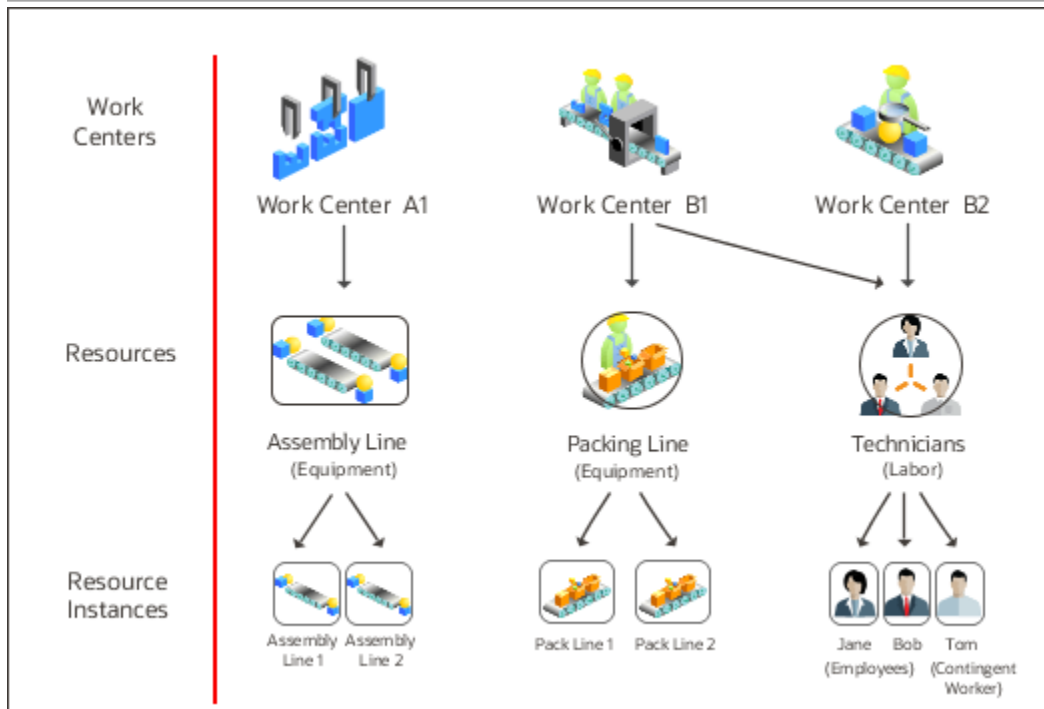 Work
Centers
Work Center A1
Work Center B1
Work Center B2
Resources
Assembly Line
(Equipment)
Packing Line
(Equipment)
Technicians
(Labor)
Resource
Instances
Assembly
Line 1
Assembly
Line 2
Pack Line 1
Pack Line 2
Jane
Bob
(Employees)
Tom
(Contingent
Worker)